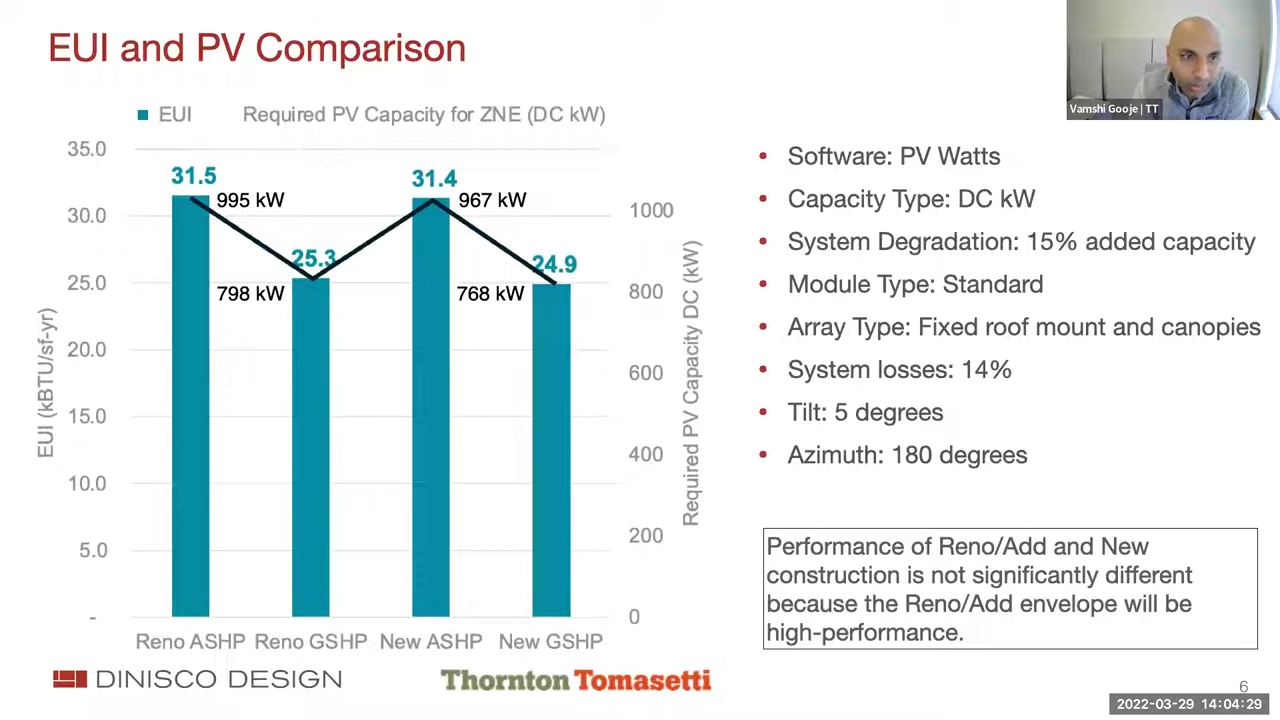 EUI and PV Comparison
Vamshi Gooje | TT
EUI
Required PV Capacity for ZNE (DC kW)
35.0
30.0
25.0
20.0
15.0
10.0
5.0
-
EUI (kBTU/sf-yr)
31.5
995 kW
25.3
798 kW
31.4
967 kW
24.9
768 kW
1000
800
600
400
200
0
Required PV Capacity DC (kW)
Reno ASHP
Reno GSHP
New ASHP
New GSHP
• Software: PV Watts
• Capacity Type: DC kW
• System Degradation: 15% added capacity
• Module Type: Standard
• Array Type: Fixed roof mount and canopies
• System losses: 14%
• Tilt: 5 degrees
• Azimuth: 180 degrees
Performance of Reno/Add and New
construction is not significantly different
because the Reno/Add envelope will be
high-performance.
DINISCO DESIGN
Thornton Tomasetti
6
2022-03-29 14:04:29